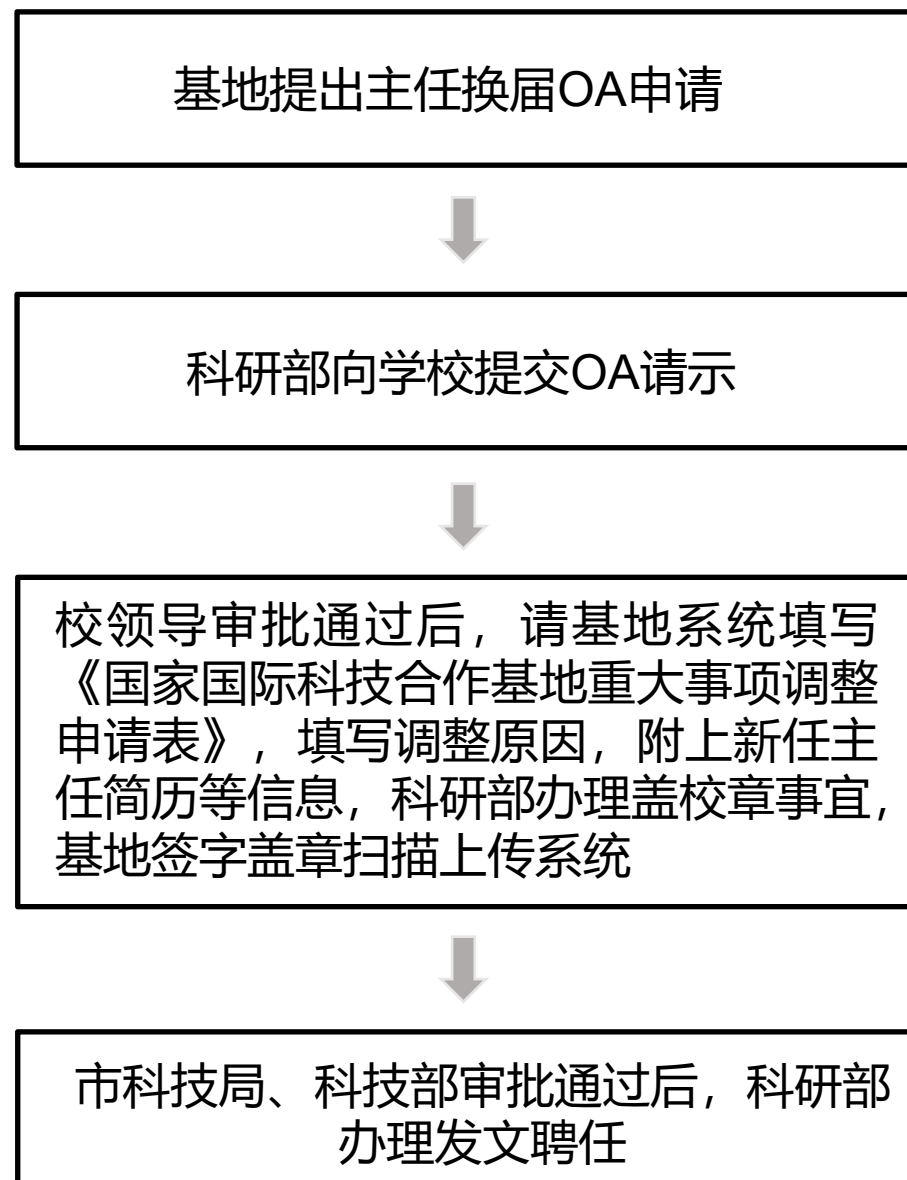 基地提出主任换届OA申请
科研部向学校提交OA请示
校领导审批通过后，请基地系统填写
《国家国际科技合作基地重大事项调整
申请表》，填写调整原因，附上新任主
任简历等信息，科研部办理盖校章事宜，
基地签字盖章扫描上传系统
市科技局、科技部审批通过后，科研部
办理发文聘任